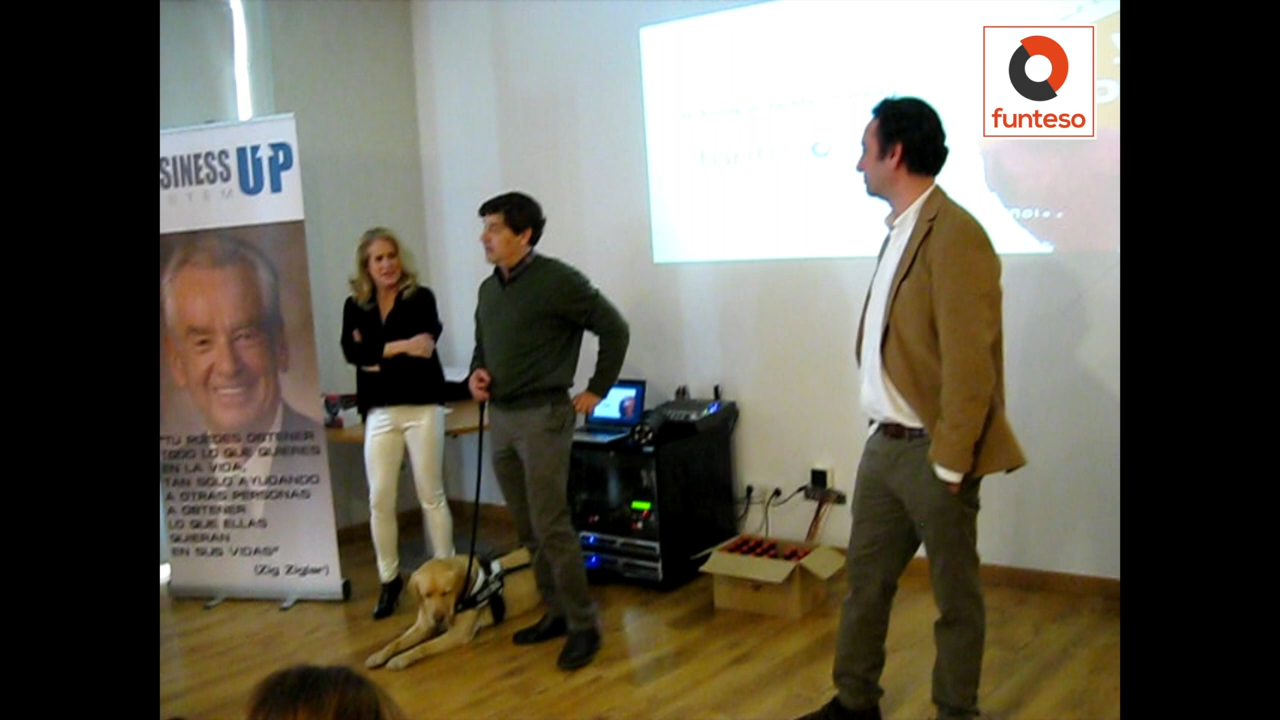 funteso
SINESS UP
"TU PUEDES OBTENER
TODO LO QUE QUIERES
EN LA VIDA,
TAN SOLO AYUDANDO
A OTRAS PERSONAS
A OBTENER
LO QUE ELLAS
QUIERAN
EN SUS VIDAS"
(Zig Ziglar)